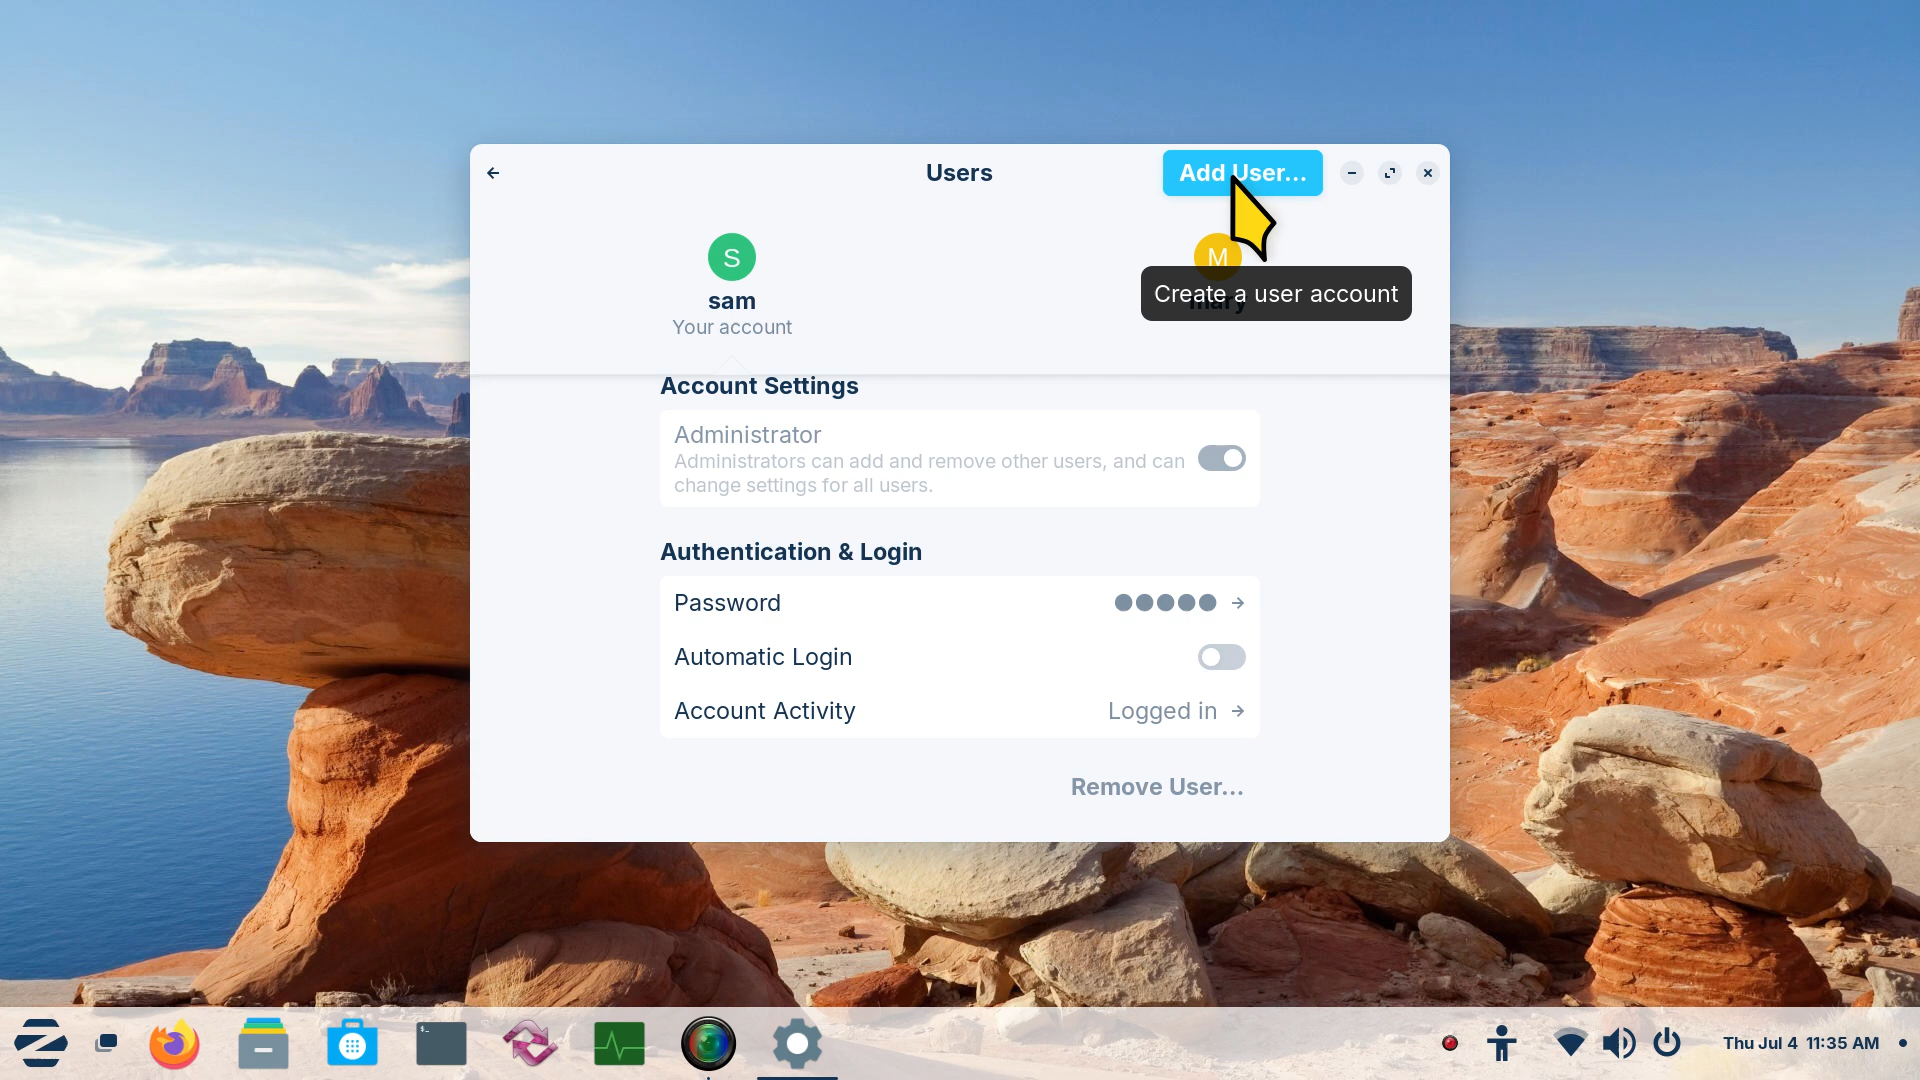 Users
Add User...
S
M
sam
mary
Your account
Create a user account
Account Settings
Administrator
Administrators can add and remove other users, and can
change settings for all users.
Authentication & Login
Password
Automatic Login
Account Activity
Logged in
Remove User...
$_
Thu Jul 4 11:35 AM